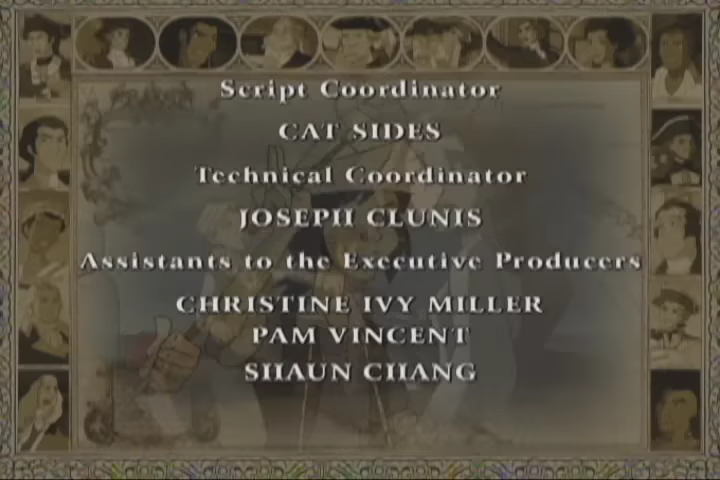 Script Coordinator
CAT SIDES
Technical Coordinator
JOSEPH CLUNIS
Assistants to the Executive Producers
CHRISTINE IVY MILLER
PAM VINCENT
SHAUN CHANG